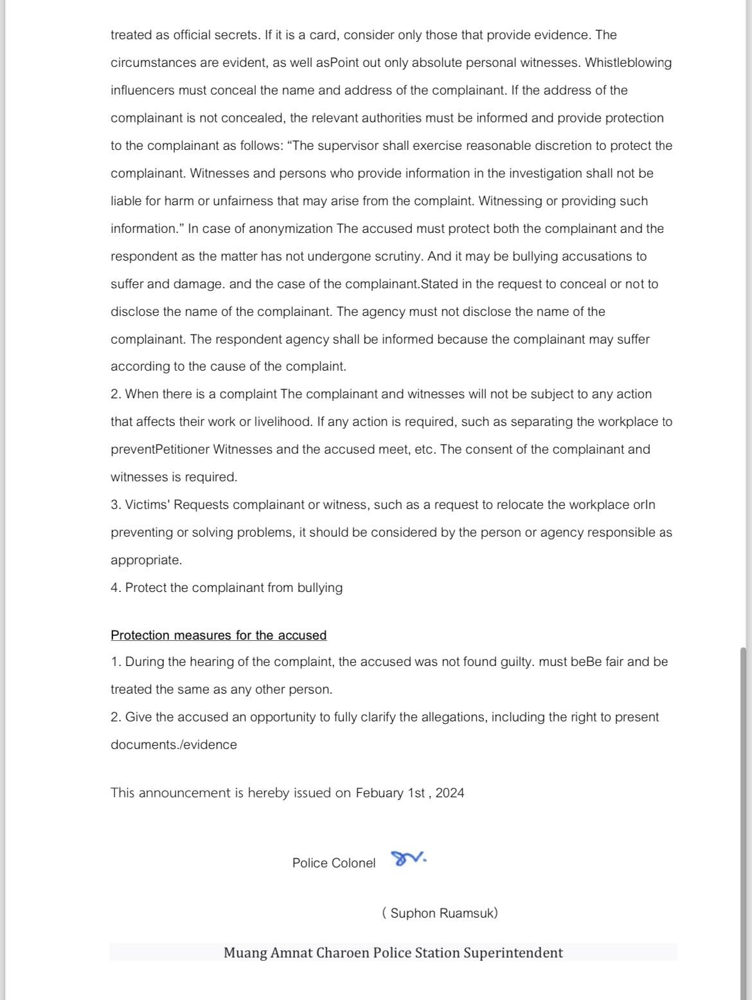 treated as official secrets. If it is a card, consider only those that provide evidence. The
circumstances are evident, as well asPoint out only absolute personal witnesses. Whistleblowing
influencers must conceal the name and address of the complainant. If the address of the
complainant is not concealed, the relevant authorities must be informed and provide protection
to the complainant as follows: “The supervisor shall exercise reasonable discretion to protect the
complainant. Witnesses and persons who provide information in the investigation shall not be
liable for harm or unfairness that may arise from the complaint. Witnessing or providing such
information.” In case of anonymization The accused must protect both the complainant and the
respondent as the matter has not undergone scrutiny. And it may be bullying accusations to
suffer and damage. and the case of the complainant.Stated in the request to conceal or not to
disclose the name of the complainant. The agency must not disclose the name of the
complainant. The respondent agency shall be informed because the complainant may suffer
according to the cause of the complaint.
2. When there is a complaint The complainant and witnesses will not be subject to any action
that affects their work or livelihood. If any action is required, such as separating the workplace to
preventPetitioner Witnesses and the accused meet, etc. The consent of the complainant and
witnesses is required.
3. Victims' Requests complainant or witness, such as a request to relocate the workplace orIn
preventing or solving problems, it should be considered by the person or agency responsible as
appropriate.
4. Protect the complainant from bullying
Protection measures for the accused
1. During the hearing of the complaint, the accused was not found guilty. must beBe fair and be
treated the same as any other person.
2. Give the accused an opportunity to fully clarify the allegations, including the right to present
documents./evidence
This announcement is hereby issued on Febuary 1st , 2024
Police Colonel
( Suphon Ruamsuk)
Muang Amnat Charoen Police Station Superintendent